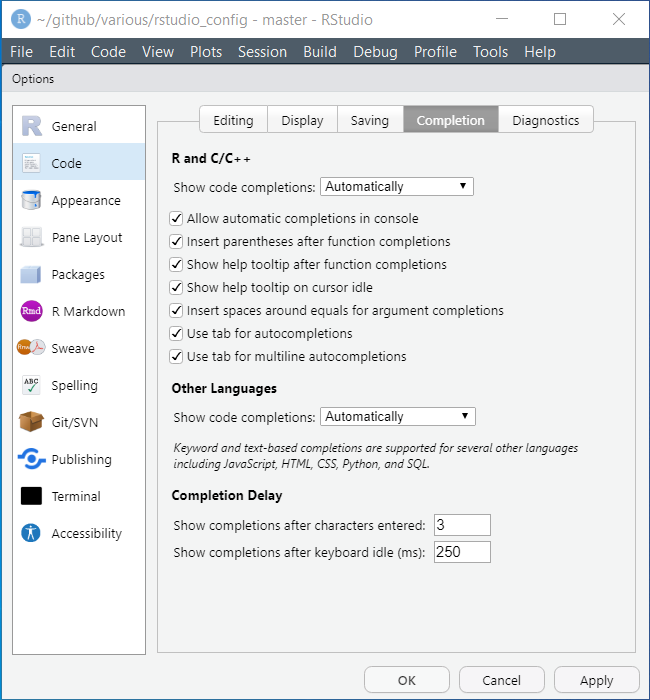 R ~/github/various/rstudio_config - master - RStudio
File Edit Code View Plots Session Build Debug Profile Tools Help
Options
R General
Code
Appearance
Pane Layout
Packages
Rmd R Markdown
Rnw Sweave
ABC Spelling
Git/SVN
Publishing
Terminal
Accessibility
Editing Display Saving Completion Diagnostics
R and C/C++
Show code completions: Automatically
Allow automatic completions in console
Insert parentheses after function completions
Show help tooltip after function completions
Show help tooltip on cursor idle
Insert spaces around equals for argument completions
Use tab for autocompletions
Use tab for multiline autocompletions
Other Languages
Show code completions: Automatically
Keyword and text-based completions are supported for several other languages
including JavaScript, HTML, CSS, Python, and SQL.
Completion Delay
Show completions after characters entered: 3
Show completions after keyboard idle (ms): 250
OK Cancel Apply